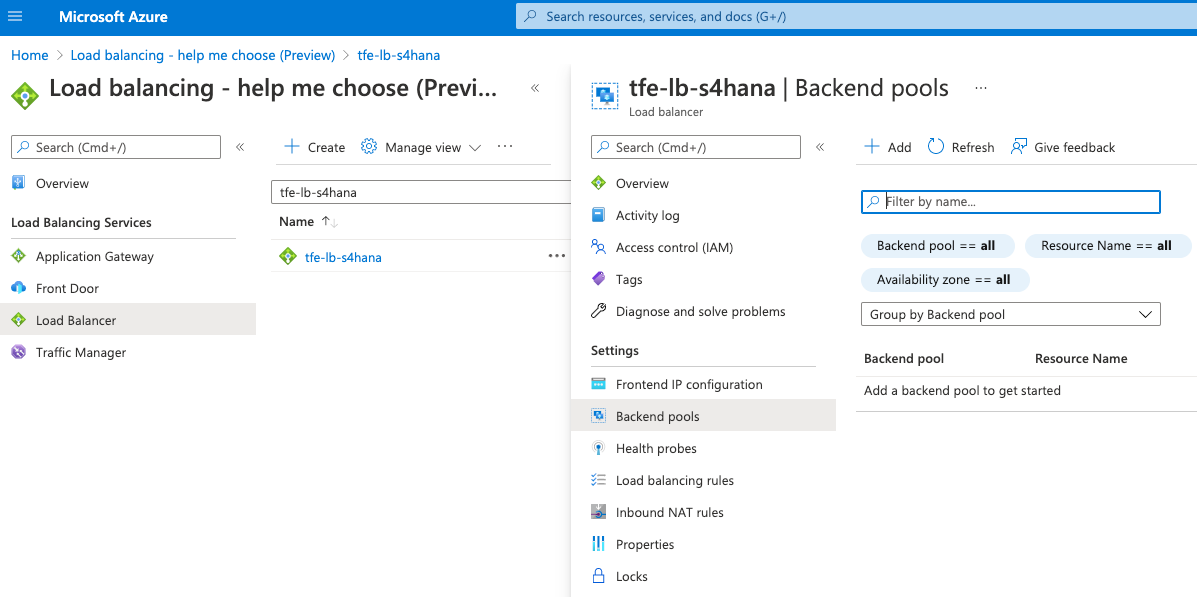 Microsoft Azure
Search resources, services, and docs (G+/)
Home > Load balancing - help me choose (Preview) > tfe-lb-s4hana
Load balancing - help me choose (Previ...
«
Search (Cmd+/)
«
Overview
Load Balancing Services
Application Gateway
Front Door
Load Balancer
Traffic Manager
+ Create
Manage view
...
tfe-lb-s4hana
Name ↑↓
tfe-lb-s4hana
...
tfe-lb-s4hana | Backend pools
...
Load balancer
Search (Cmd+/)
«
Overview
Activity log
Access control (IAM)
Tags
Diagnose and solve problems
Settings
Frontend IP configuration
Backend pools
Health probes
Load balancing rules
Inbound NAT rules
Properties
Locks
+ Add
Refresh
Give feedback
Filter by name...
Backend pool == all
Resource Name == all
Availability zone == all
Group by Backend pool
Backend pool Resource Name
Add a backend pool to get started